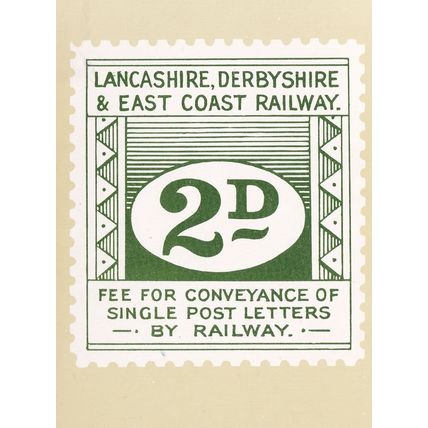 LANCASHIRE, DERBYSHIRE
& EAST COAST RAILWAY.
2D
FEE FOR CONVEYANCE OF
SINGLE POST LETTERS
BY RAILWAY.